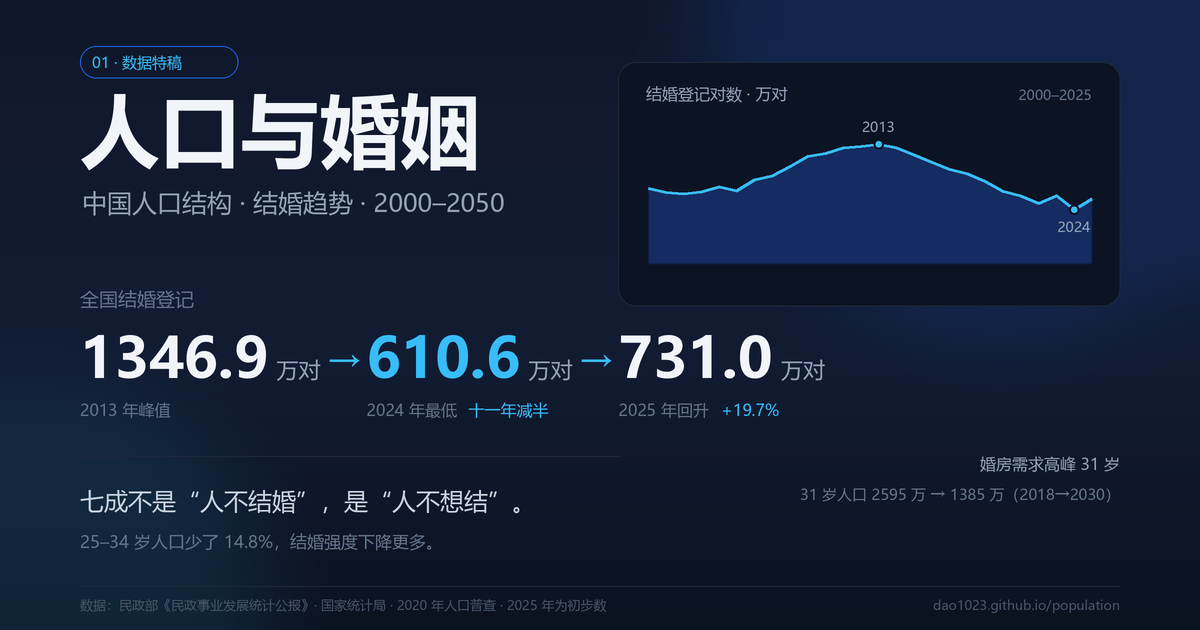 01 · 数据特稿
人口与婚姻
中国人口结构 · 结婚趋势 · 2000–2050
结婚登记对数 · 万对
2000–2025
2013
2024
全国结婚登记
1346.9 万对 → 610.6 万对 → 731.0 万对
2013 年峰值
2024 年最低 十一年减半
2025 年回升 +19.7%
婚房需求高峰 31 岁
31 岁人口 2595 万 → 1385 万（2018→2030）
七成不是“人不结婚”，是“人不想结”。
25–34 岁人口少了 14.8%，结婚强度下降更多。
数据：民政部《民政事业发展统计公报》· 国家统计局 · 2020 年人口普查 · 2025 年为初步数
dao1023.github.io/population